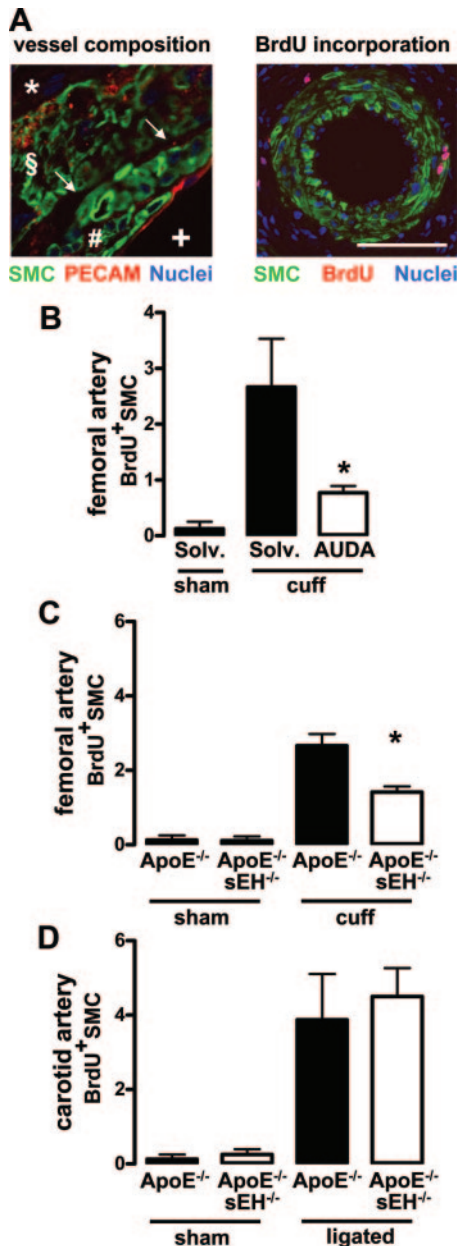 A
vessel composition
BrdU incorporation
*
§
#
+
SMC PECAM Nuclei
SMC BrdU Nuclei
B
femoral artery
BrdU⁺SMC
4
3
2
1
0
*
Solv. Solv. AUDA
sham cuff
C
femoral artery
BrdU⁺SMC
6
4
2
0
*
ApoE⁻/⁻ ApoE⁻/⁻ ApoE⁻/⁻ ApoE⁻/⁻
sEH⁻/⁻ sEH⁻/⁻
sham cuff
D
carotid artery
BrdU⁺SMC
6
4
2
0
ApoE⁻/⁻ ApoE⁻/⁻ ApoE⁻/⁻ ApoE⁻/⁻
sEH⁻/⁻ sEH⁻/⁻
sham ligated